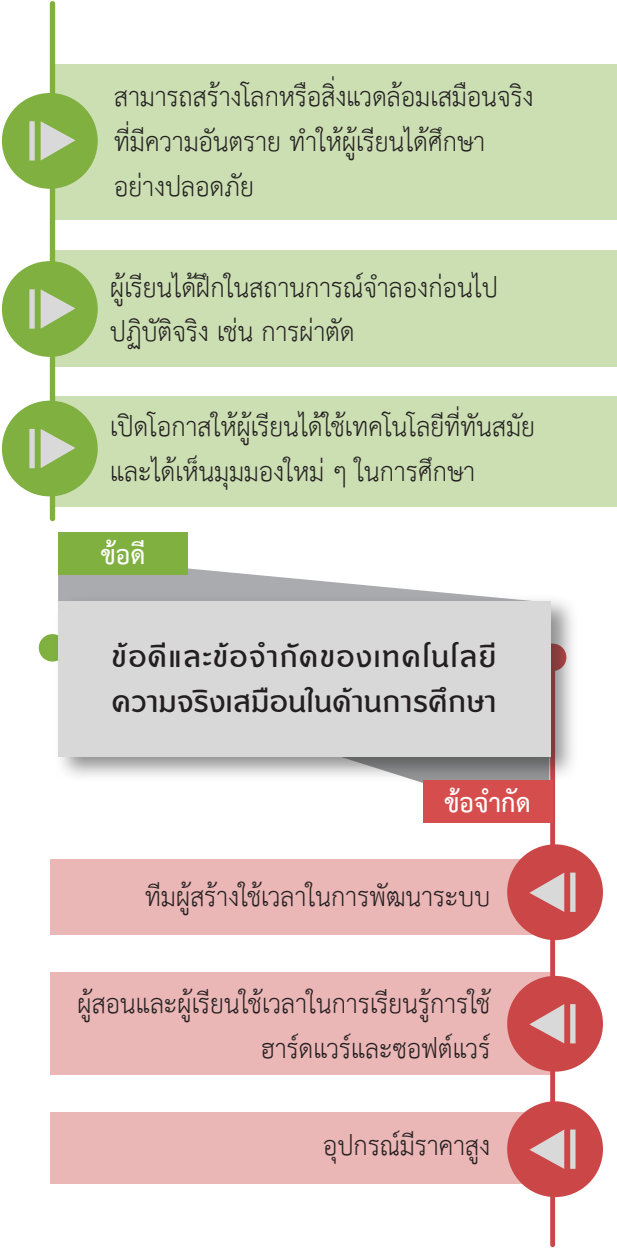 สามารถสร้างโลกหรือสิ่งแวดล้อมเสมือนจริง
ที่มีความอันตราย ทำให้ผู้เรียนได้ศึกษา
อย่างปลอดภัย
ผู้เรียนได้ฝึกในสถานการณ์จำลองก่อนไป
ปฏิบัติจริง เช่น การผ่าตัด
เปิดโอกาสให้ผู้เรียนได้ใช้เทคโนโลยีที่ทันสมัย
และได้เห็นมุมมองใหม่ ๆ ในการศึกษา
ข้อดี
ข้อดีและข้อจำกัดของเทคโนโลยี
ความจริงเสมือนในด้านการศึกษา
ข้อจำกัด
ทีมผู้สร้างใช้เวลาในการพัฒนาระบบ
ผู้สอนและผู้เรียนใช้เวลาในการเรียนรู้การใช้
ฮาร์ดแวร์และซอฟต์แวร์
อุปกรณ์มีราคาสูง